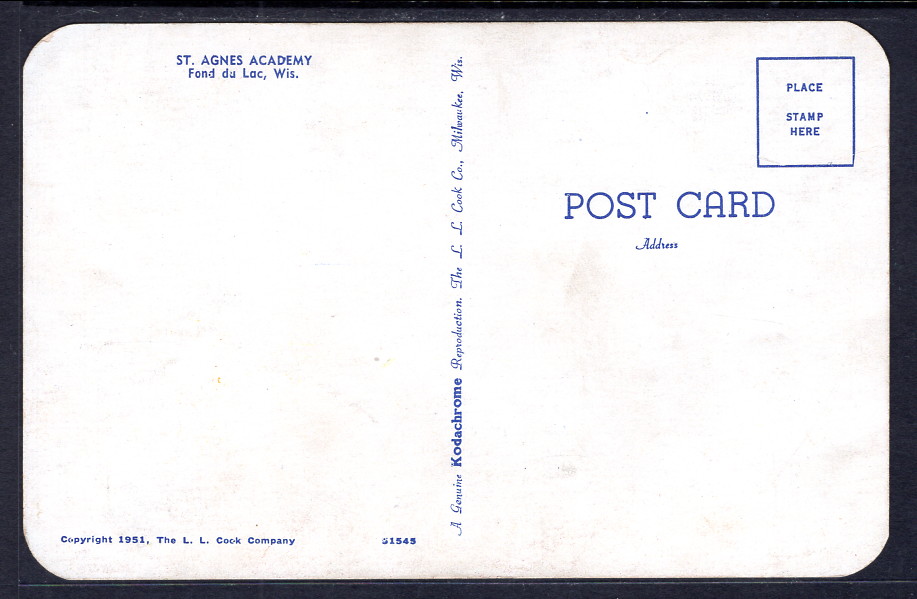 ST. AGNES ACADEMY
Fond du Lac, Wis.
Copyright 1951, The L. L. Cook Company
51545
A Genuine Kodachrome Reproduction. The L. L. Cook Co., Milwaukee, Wis.
PLACE
STAMP
HERE
POST CARD
Address